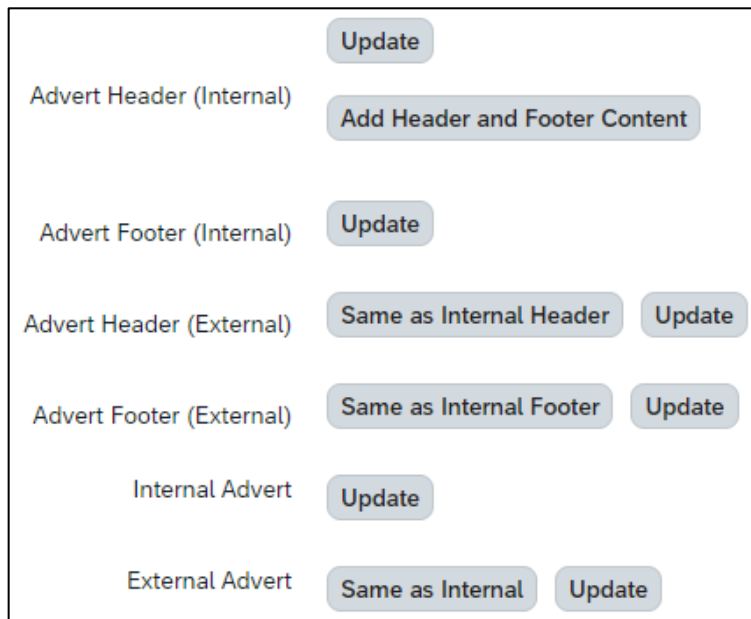 Update
Advert Header (Internal)
Add Header and Footer Content
Advert Footer (Internal) Update
Advert Header (External) Same as Internal Header Update
Advert Footer (External) Same as Internal Footer Update
Internal Advert Update
External Advert Same as Internal Update